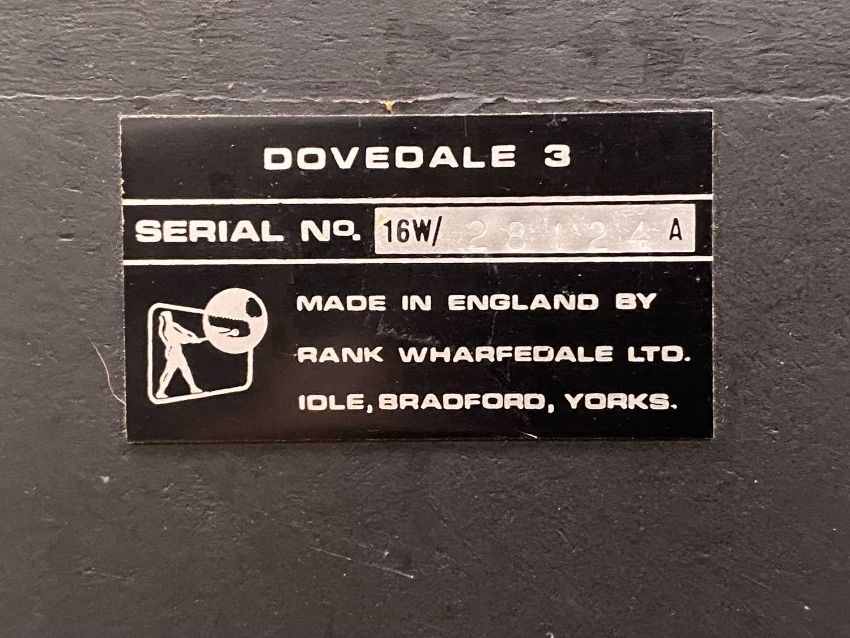 DOVEDALE 3
SERIAL No. 16W/ 28124 A
MADE IN ENGLAND BY
RANK WHARFEDALE LTD.
IDLE, BRADFORD, YORKS.